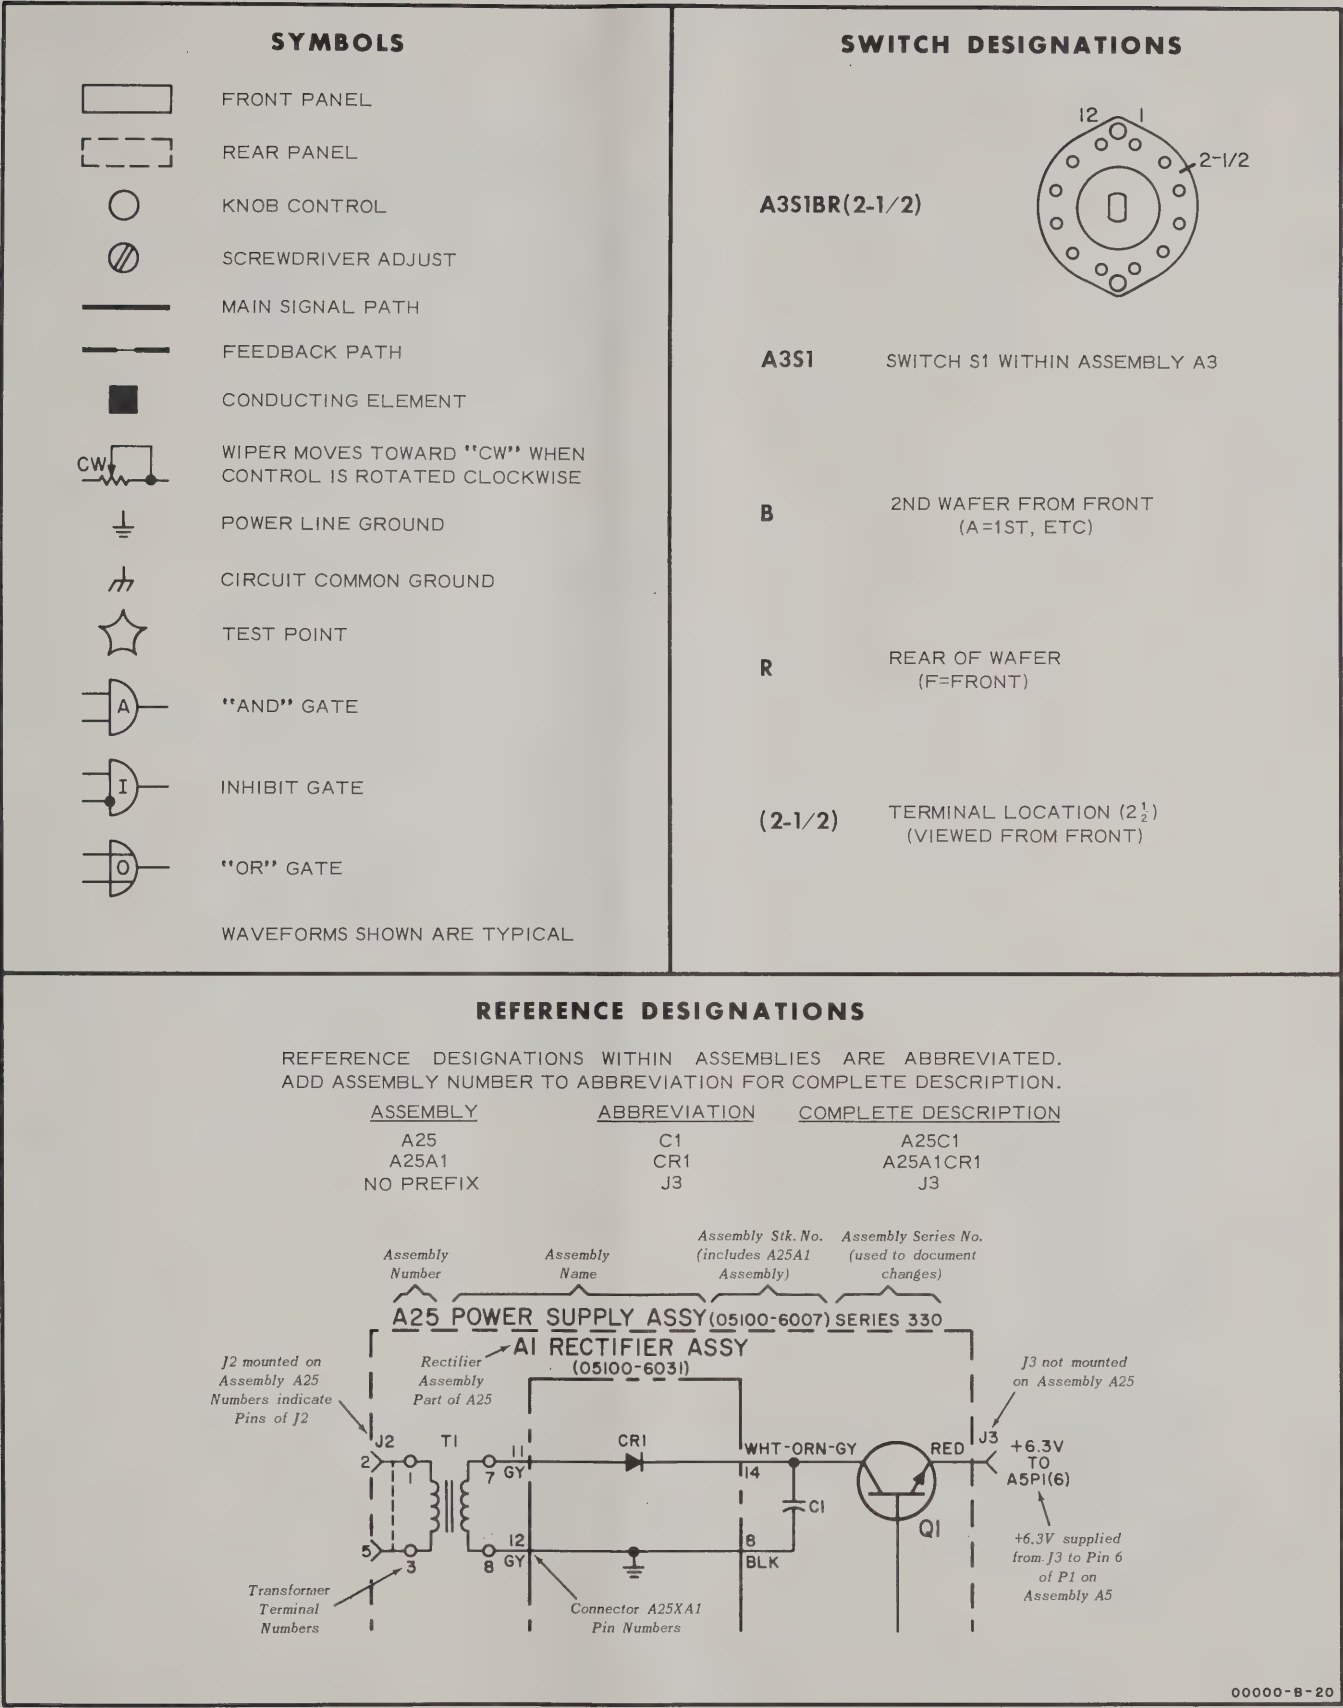 SYMBOLS
FRONT PANEL
REAR PANEL
KNOB CONTROL
SCREWDRIVER ADJUST
MAIN SIGNAL PATH
FEEDBACK PATH
CONDUCTING ELEMENT
CW
WIPER MOVES TOWARD "CW" WHEN
CONTROL IS ROTATED CLOCKWISE
POWER LINE GROUND
CIRCUIT COMMON GROUND
TEST POINT
A
"AND" GATE
I
INHIBIT GATE
O
"OR" GATE
WAVEFORMS SHOWN ARE TYPICAL
SWITCH DESIGNATIONS
12 1
2-1/2
A3S1BR(2-1/2)
A3S1 SWITCH S1 WITHIN ASSEMBLY A3
B 2ND WAFER FROM FRONT
(A=1ST, ETC)
R REAR OF WAFER
(F=FRONT)
(2-1/2) TERMINAL LOCATION (2½)
(VIEWED FROM FRONT)
REFERENCE DESIGNATIONS
REFERENCE DESIGNATIONS WITHIN ASSEMBLIES ARE ABBREVIATED.
ADD ASSEMBLY NUMBER TO ABBREVIATION FOR COMPLETE DESCRIPTION.
ASSEMBLY ABBREVIATION COMPLETE DESCRIPTION
A25 C1 A25C1
A25A1 CR1 A25A1CR1
NO PREFIX J3 J3
Assembly
Number
Assembly
Name
Assembly Stk. No.
(includes A25A1
Assembly)
Assembly Series No.
(used to document
changes)
A25 POWER SUPPLY ASSY (05100-6007) SERIES 330
A1 RECTIFIER ASSY
(05100-6031)
J2 mounted on
Assembly A25
Numbers indicate
Pins of J2
Rectifier
Assembly
Part of A25
J3 not mounted
on Assembly A25
J2 T1 11 CR1 WHT-ORN-GY RED J3
2 1 7 GY 14
+6.3V
TO
A5P1(6)
C1
Q1
5 3 8 12 GY 8 BLK
+6.3V supplied
from J3 to Pin 6
of P1 on
Assembly A5
Transformer
Terminal
Numbers
Connector A25XA1
Pin Numbers
00000-B-20